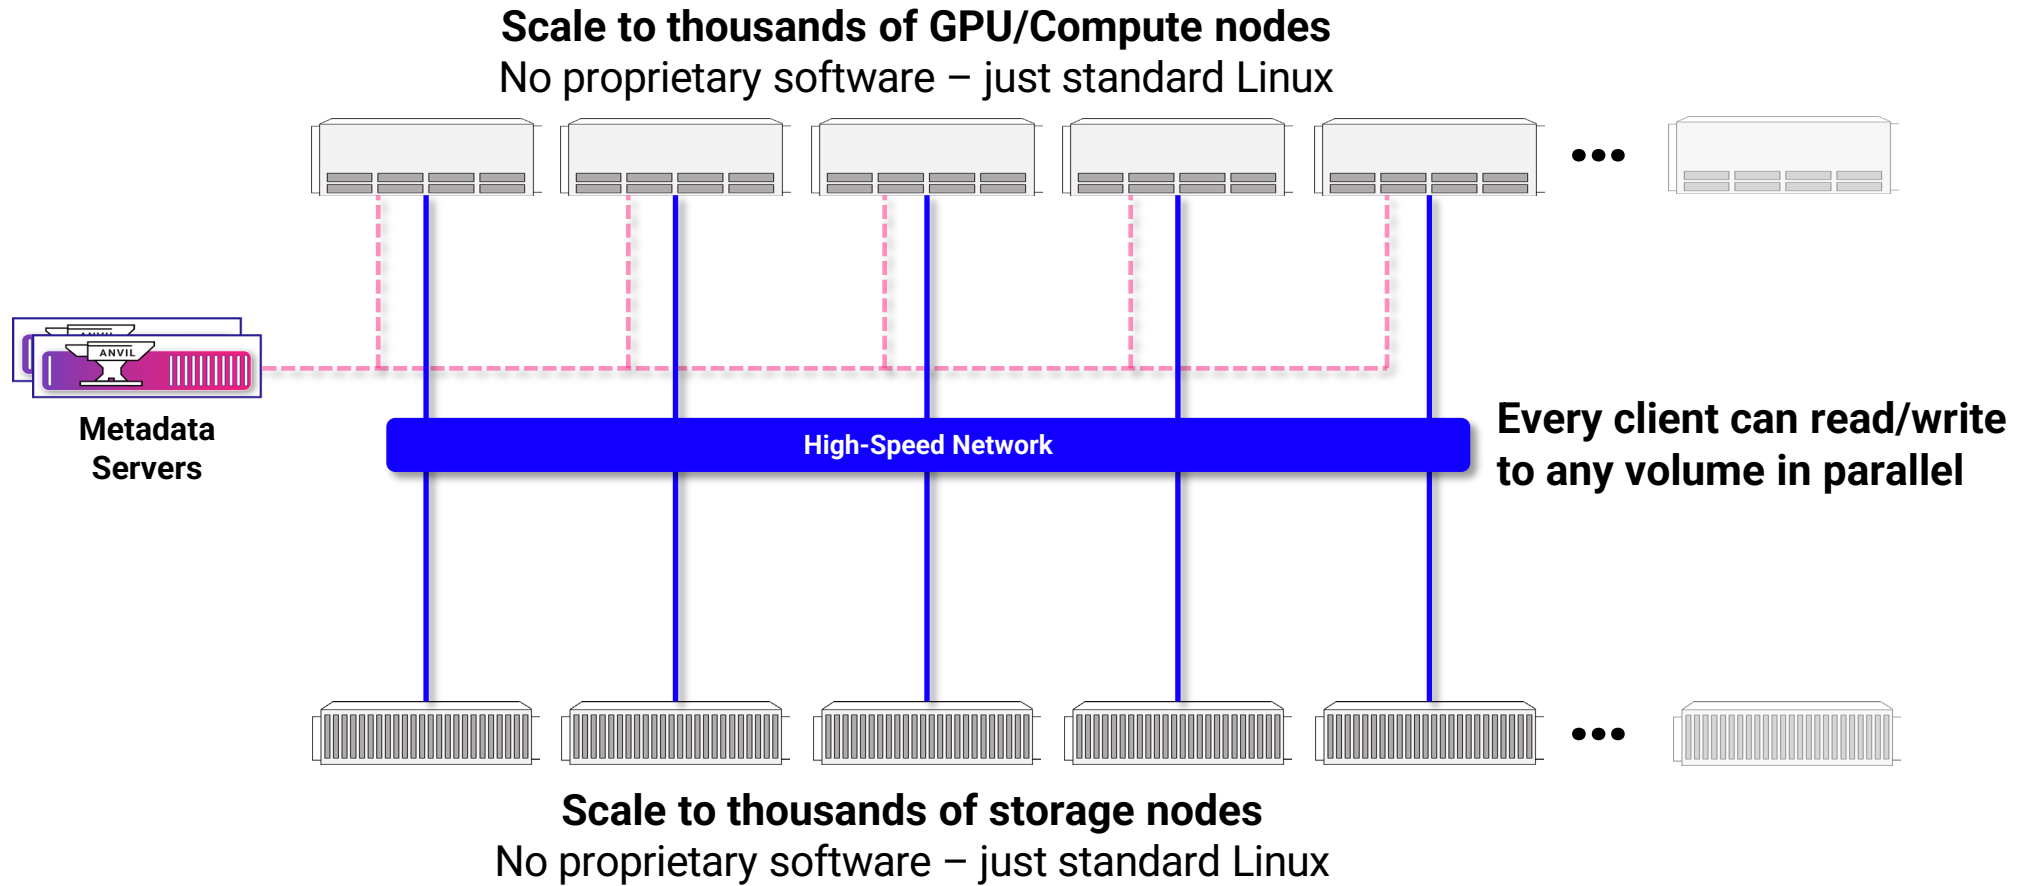 Scale to thousands of GPU/Compute nodes
No proprietary software – just standard Linux
ANVIL
Metadata
Servers
High-Speed Network
Every client can read/write
to any volume in parallel
Scale to thousands of storage nodes
No proprietary software – just standard Linux